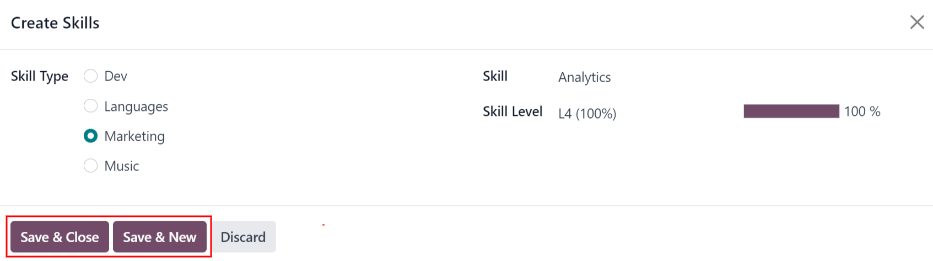 Create Skills
Skill Type
Dev
Languages
Marketing
Music
Skill Analytics
Skill Level L4 (100%) 100 %
Save & Close Save & New Discard